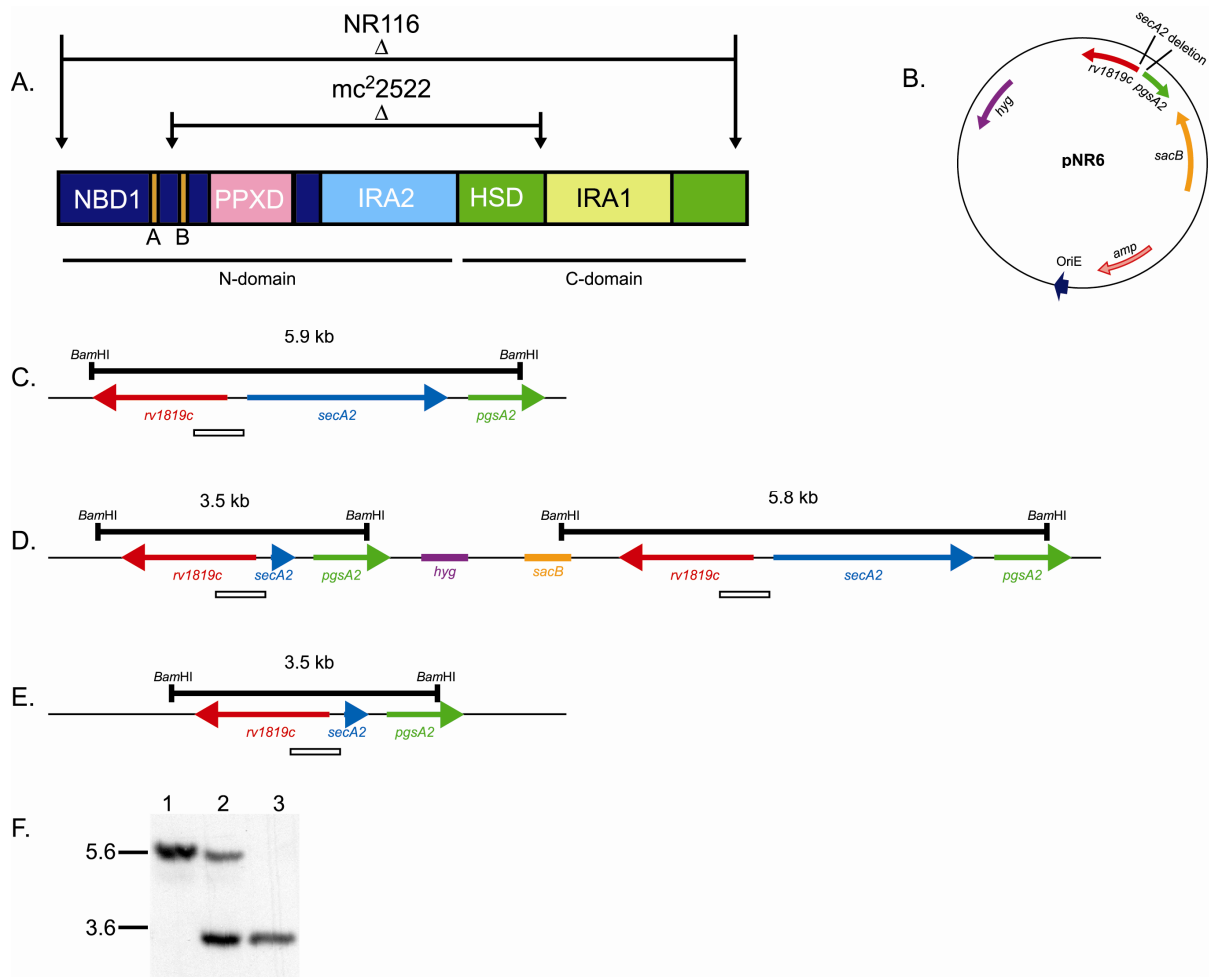 A.
NR116
Δ
mc²2522
Δ
NBD1 PPXD IRA2 HSD IRA1
A B
N-domain C-domain
B.
secA2 deletion
rv1819c pgsA2
hyg
sacB
pNR6
amp
OriE
C.
5.9 kb
BamHI BamHI
rv1819c secA2 pgsA2
D.
3.5 kb 5.8 kb
BamHI BamHI BamHI BamHI
rv1819c secA2 pgsA2 hyg sacB rv1819c secA2 pgsA2
E.
3.5 kb
BamHI BamHI
rv1819c secA2 pgsA2
F.
1 2 3
5.6
3.6